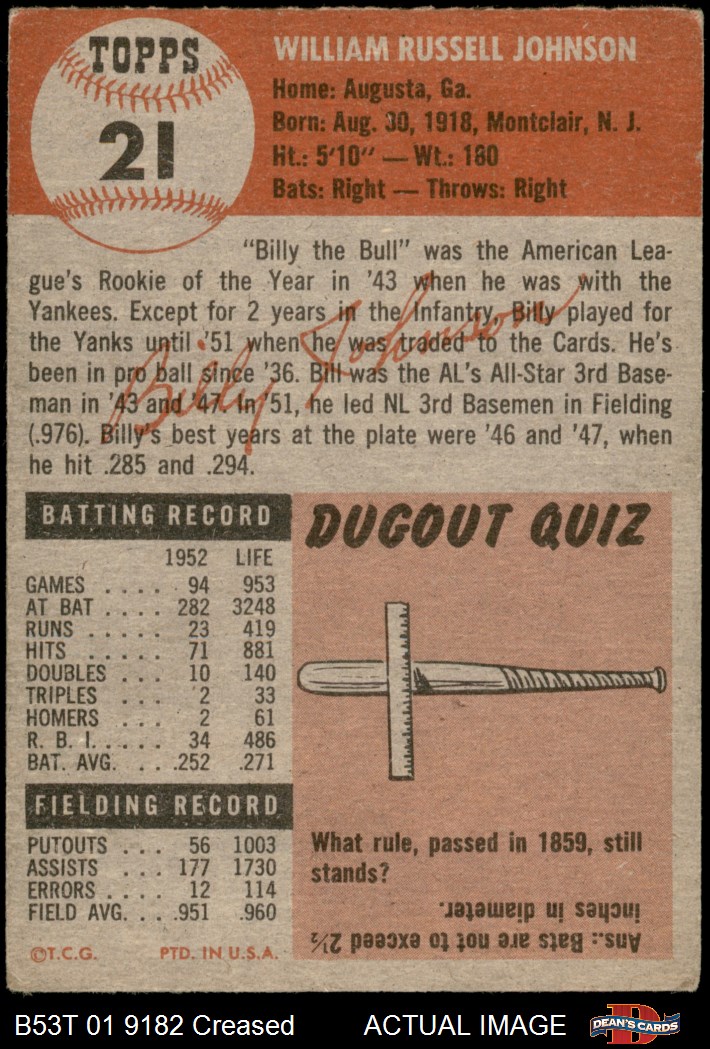 TOPPS
21
WILLIAM RUSSELL JOHNSON
Home: Augusta, Ga.
Born: Aug. 30, 1918, Montclair, N. J.
Ht.: 5'10" — Wt.: 180
Bats: Right — Throws: Right
"Billy the Bull" was the American Lea-
gue's Rookie of the Year in '43 when he was with the
Yankees. Except for 2 years in the Infantry, Billy played for
the Yanks until '51 when he was traded to the Cards. He's
been in pro ball since '36. Bill was the AL's All-Star 3rd Base-
man in '43 and '47. In '51, he led NL 3rd Basemen in Fielding
(.976). Billy's best years at the plate were '46 and '47, when
he hit .285 and .294.
Billy Johnson
BATTING RECORD
1952 LIFE
GAMES .... 94 953
AT BAT .... 282 3248
RUNS ..... 23 419
HITS ..... 71 881
DOUBLES .... 10 140
TRIPLES ... 2 33
HOMERS ... 2 61
R. B. I. .... 34 486
BAT. AVG. ... .252 .271
FIELDING RECORD
PUTOUTS ... 56 1003
ASSISTS ... 177 1730
ERRORS .... 12 114
FIELD AVG. ... .951 .960
©T.C.G. PTD. IN U.S.A.
DUGOUT QUIZ
What rule, passed in 1859, still
stands?
Ans.: Bats are not to exceed 2½
inches in diameter.
B53T 01 9182 Creased ACTUAL IMAGE
D
DEAN'S CARDS